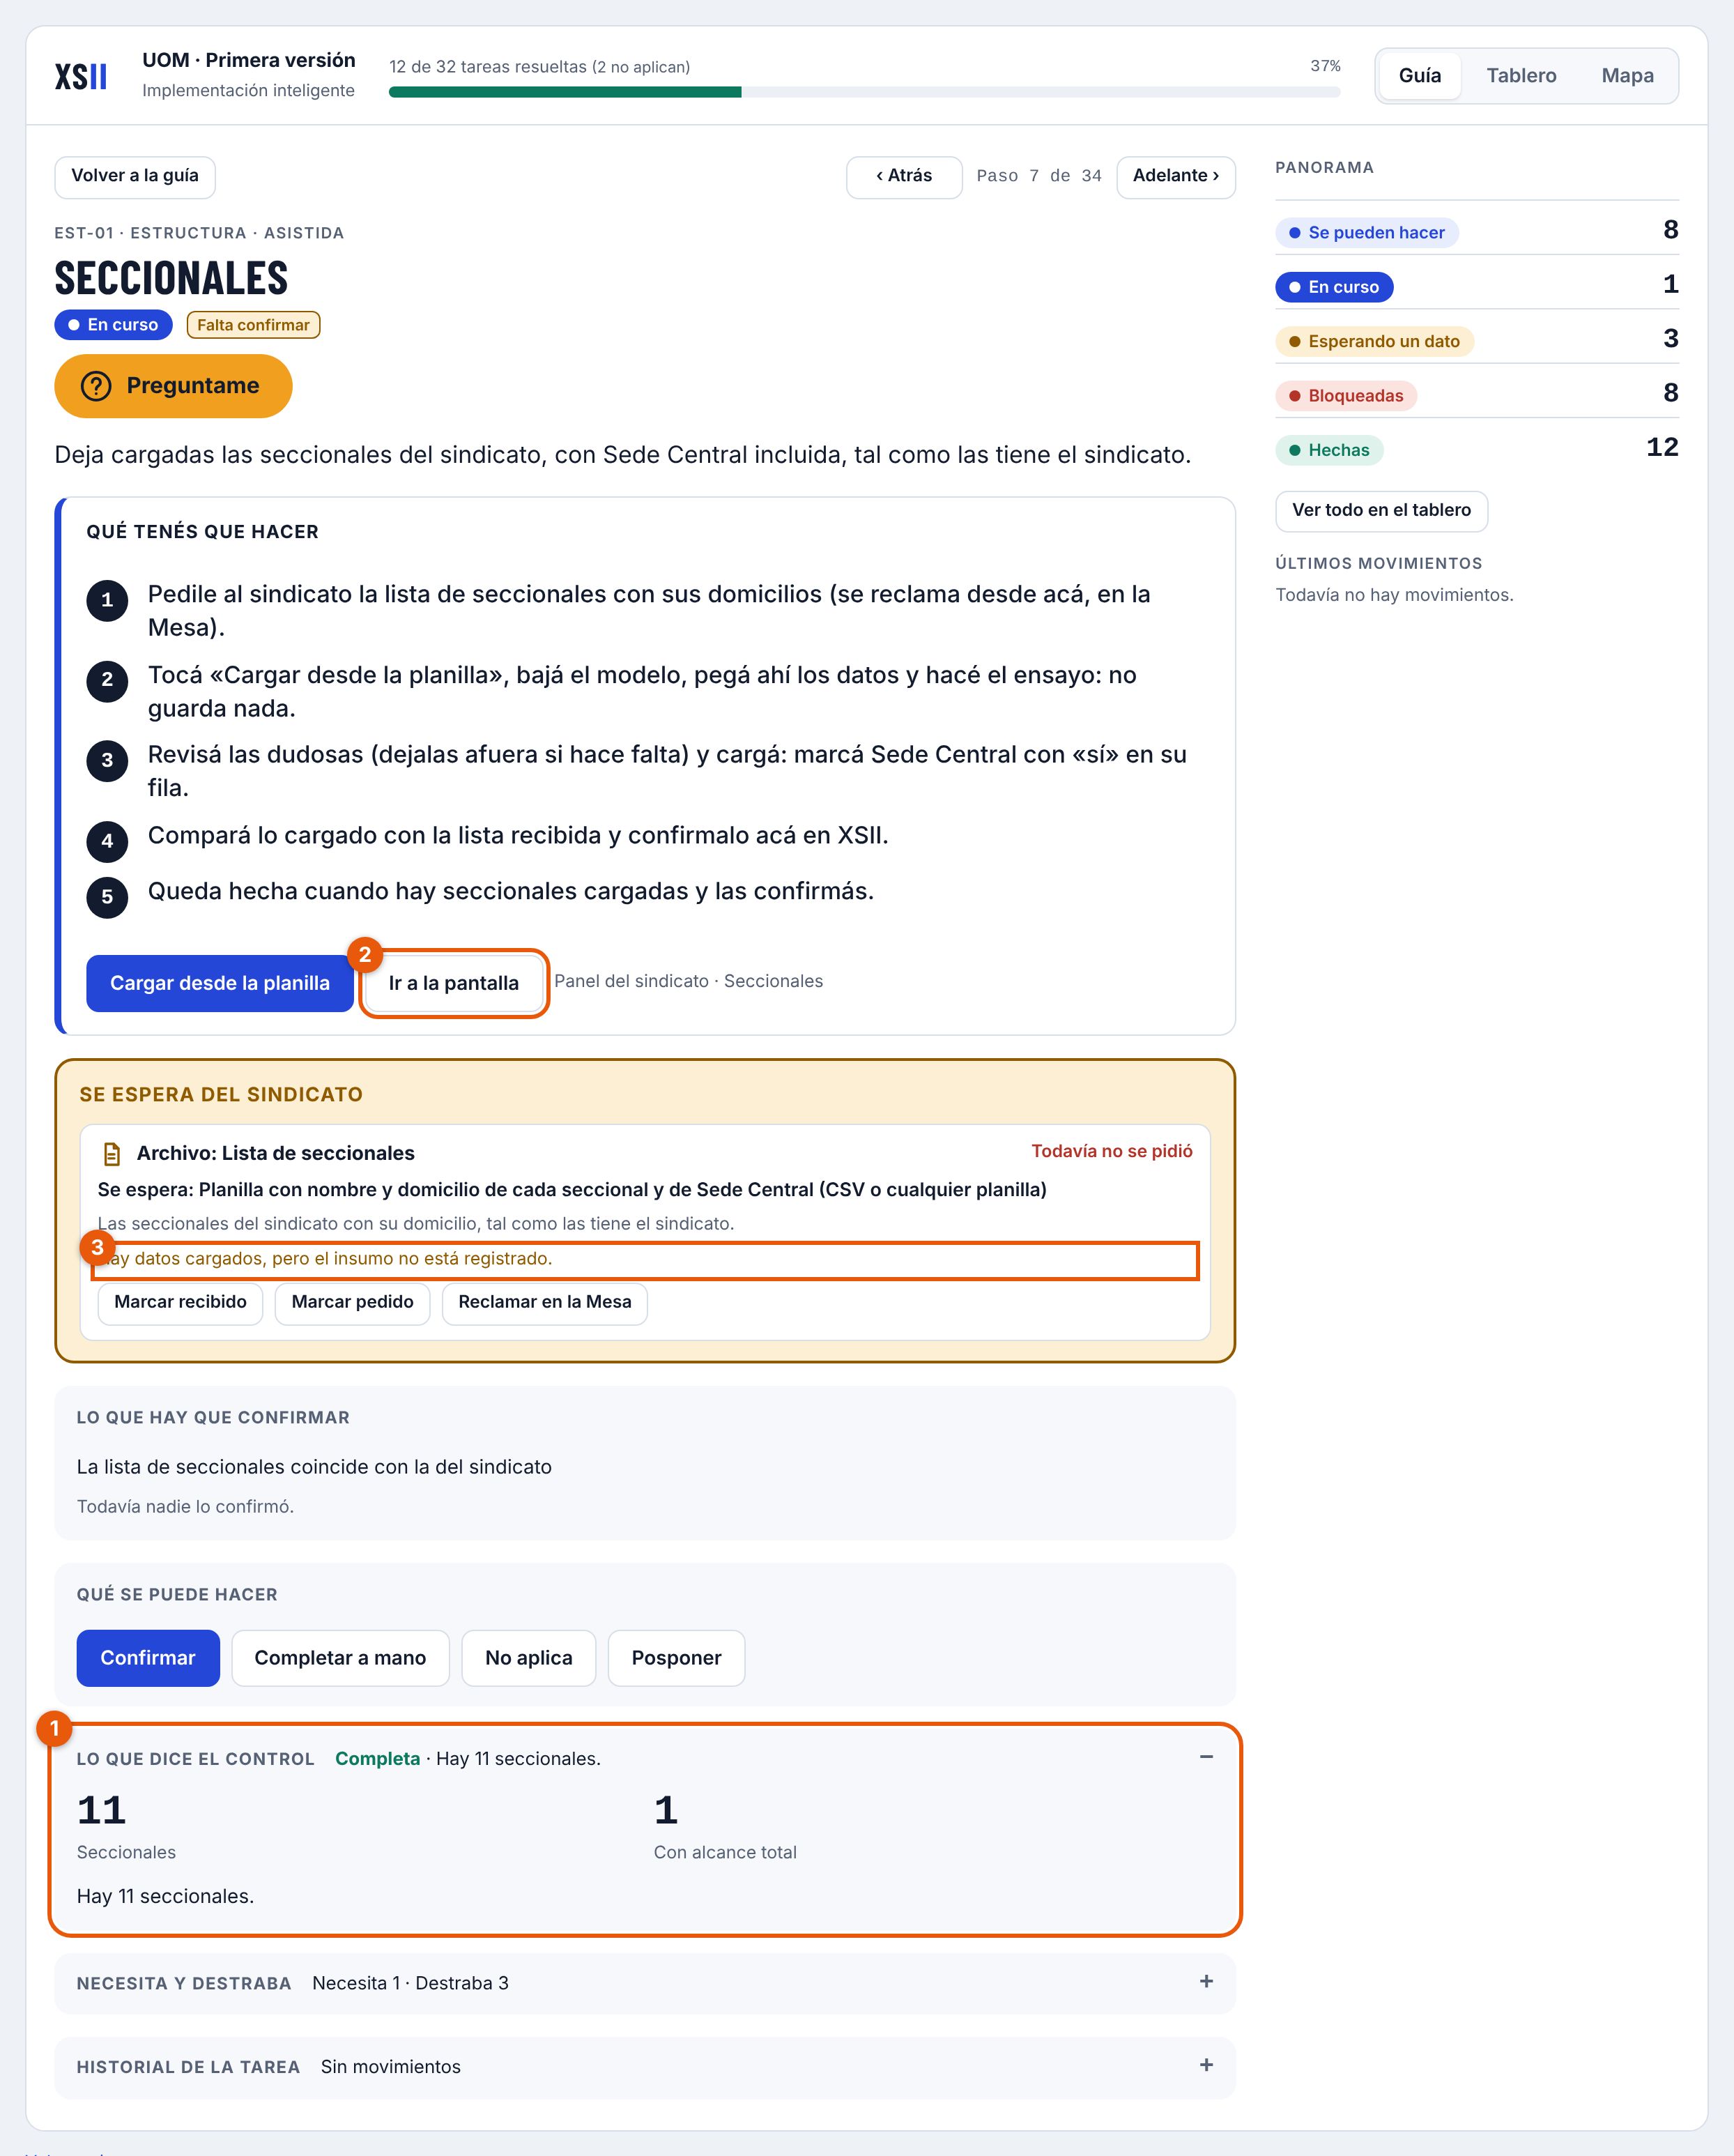 XSII
UOM · Primera versión
Implementación inteligente
12 de 32 tareas resueltas (2 no aplican)
37%
Guía
Tablero
Mapa
Volver a la guía
‹ Atrás
Paso 7 de 34
Adelante ›
EST-01 · ESTRUCTURA · ASISTIDA
SECCIONALES
En curso
Falta confirmar
? Preguntame
Deja cargadas las seccionales del sindicato, con Sede Central incluida, tal como las tiene el sindicato.
QUÉ TENÉS QUE HACER
1 Pedile al sindicato la lista de seccionales con sus domicilios (se reclama desde acá, en la
Mesa).
2 Tocá «Cargar desde la planilla», bajá el modelo, pegá ahí los datos y hacé el ensayo: no
guarda nada.
3 Revisá las dudosas (dejalas afuera si hace falta) y cargá: marcá Sede Central con «sí» en su
fila.
4 Compará lo cargado con la lista recibida y confirmalo acá en XSII.
5 Queda hecha cuando hay seccionales cargadas y las confirmás.
Cargar desde la planilla
2
Ir a la pantalla
Panel del sindicato · Seccionales
SE ESPERA DEL SINDICATO
Archivo: Lista de seccionales
Todavía no se pidió
Se espera: Planilla con nombre y domicilio de cada seccional y de Sede Central (CSV o cualquier planilla)
Las seccionales del sindicato con su domicilio, tal como las tiene el sindicato.
3
ay datos cargados, pero el insumo no está registrado.
Marcar recibido
Marcar pedido
Reclamar en la Mesa
LO QUE HAY QUE CONFIRMAR
La lista de seccionales coincide con la del sindicato
Todavía nadie lo confirmó.
QUÉ SE PUEDE HACER
Confirmar
Completar a mano
No aplica
Posponer
1
LO QUE DICE EL CONTROL Completa · Hay 11 seccionales.
−
11
Seccionales
1
Con alcance total
Hay 11 seccionales.
NECESITA Y DESTRABA Necesita 1 · Destraba 3
+
HISTORIAL DE LA TAREA Sin movimientos
+
PANORAMA
Se pueden hacer 8
En curso 1
Esperando un dato 3
Bloqueadas 8
Hechas 12
Ver todo en el tablero
ÚLTIMOS MOVIMIENTOS
Todavía no hay movimientos.